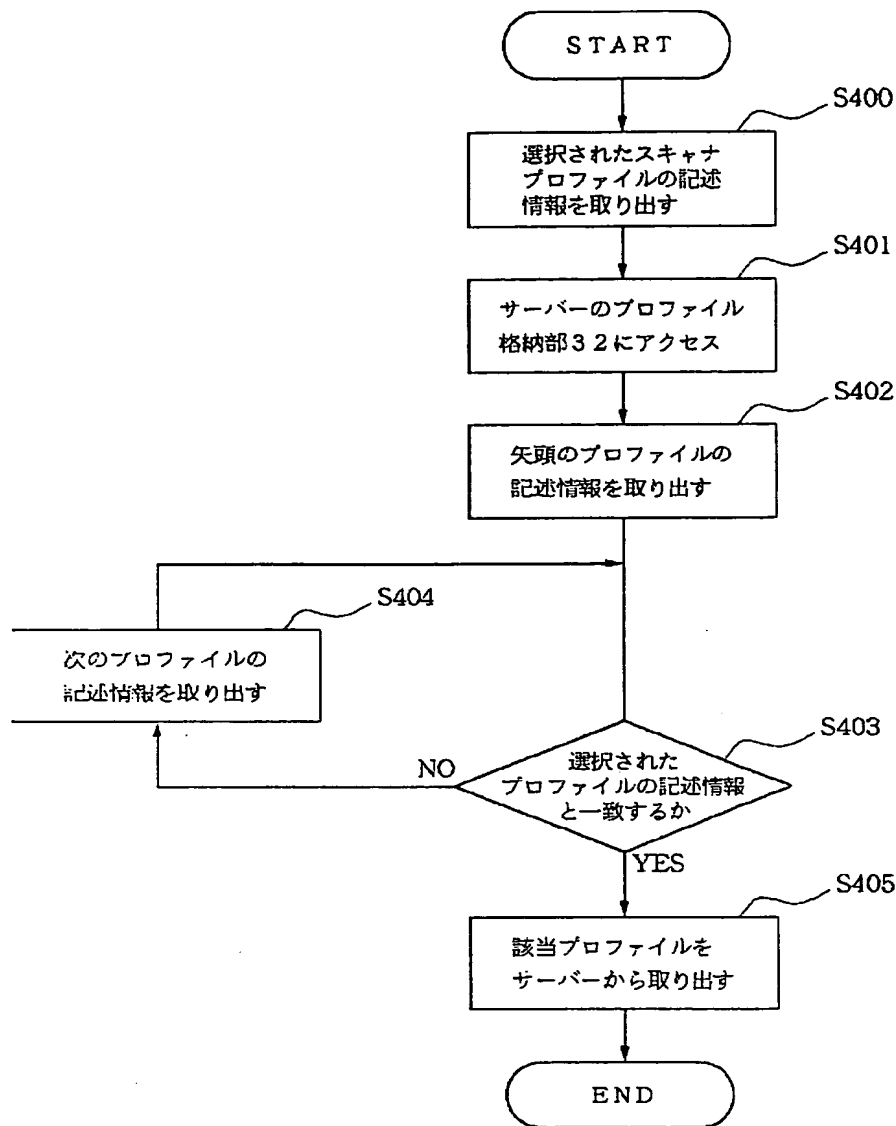 START
S400
選択されたスキャナ
プロファイルの記述
情報を取り出す
S401
サーバーのプロファイル
格納部32にアクセス
S402
矢頭のプロファイルの
記述情報を取り出す
S404
次のプロファイルの
記述情報を取り出す
S403
選択された
プロファイルの記述情報
と一致するか
NO
YES
S405
該当プロファイルを
サーバーから取り出す
END